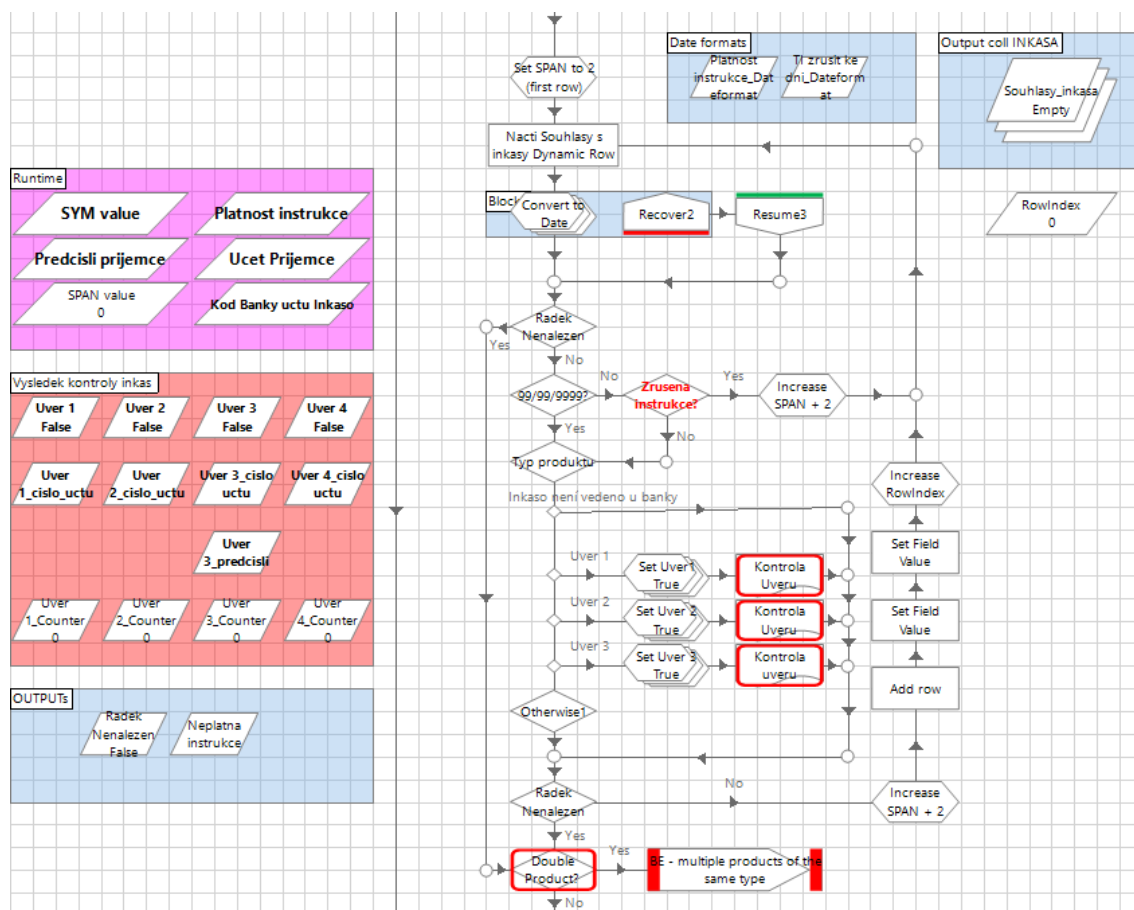 Set SPAN to 2
(first row)
Date formats
Platnost
instrukce_Dat
eformat
TI zrusit ke
dni_Dateform
at
Output coll INKASA
Souhlasy_inkasa
Empty
Nacti Souhlasy s
inkasy Dynamic Row
Runtime
SYM value
Platnost instrukce
Predcisli prijemce
Ucet Prijemce
SPAN value
0
Kod Banky uctu Inkaso
Block
Convert to
Date
Recover2
Resume3
RowIndex
0
Radek
Nenalezen
Yes
No
99/99/9999?
No
Zrusena
instrukce?
Yes
Increase
SPAN + 2
Yes
No
Typ produktu
Vysledek kontroly inkas
Uver 1
False
Uver 2
False
Uver 3
False
Uver 4
False
Uver
1_cislo_uctu
Uver
2_cislo_uctu
Uver 3_cislo
uctu
Uver 4_cislo
uctu
Uver
3_predcisli
Uver
1_Counter
0
Uver
2_Counter
0
Uver
3_Counter
0
Uver
4_Counter
0
Inkaso není vedeno u banky
Increase
RowIndex
Set Field
Value
Uver 1
Set Uver1
True
Kontrola
Uveru
Uver 2
Set Uver 2
True
Kontrola
Uveru
Set Field
Value
Uver 3
Set Uver 3
True
Kontrola
uveru
Add row
OUTPUTs
Radek
Nenalezen
False
Neplatna
instrukce
Otherwise1
Radek
Nenalezen
No
Increase
SPAN + 2
Yes
Double
Product?
Yes
BE - multiple products of the
same type
No